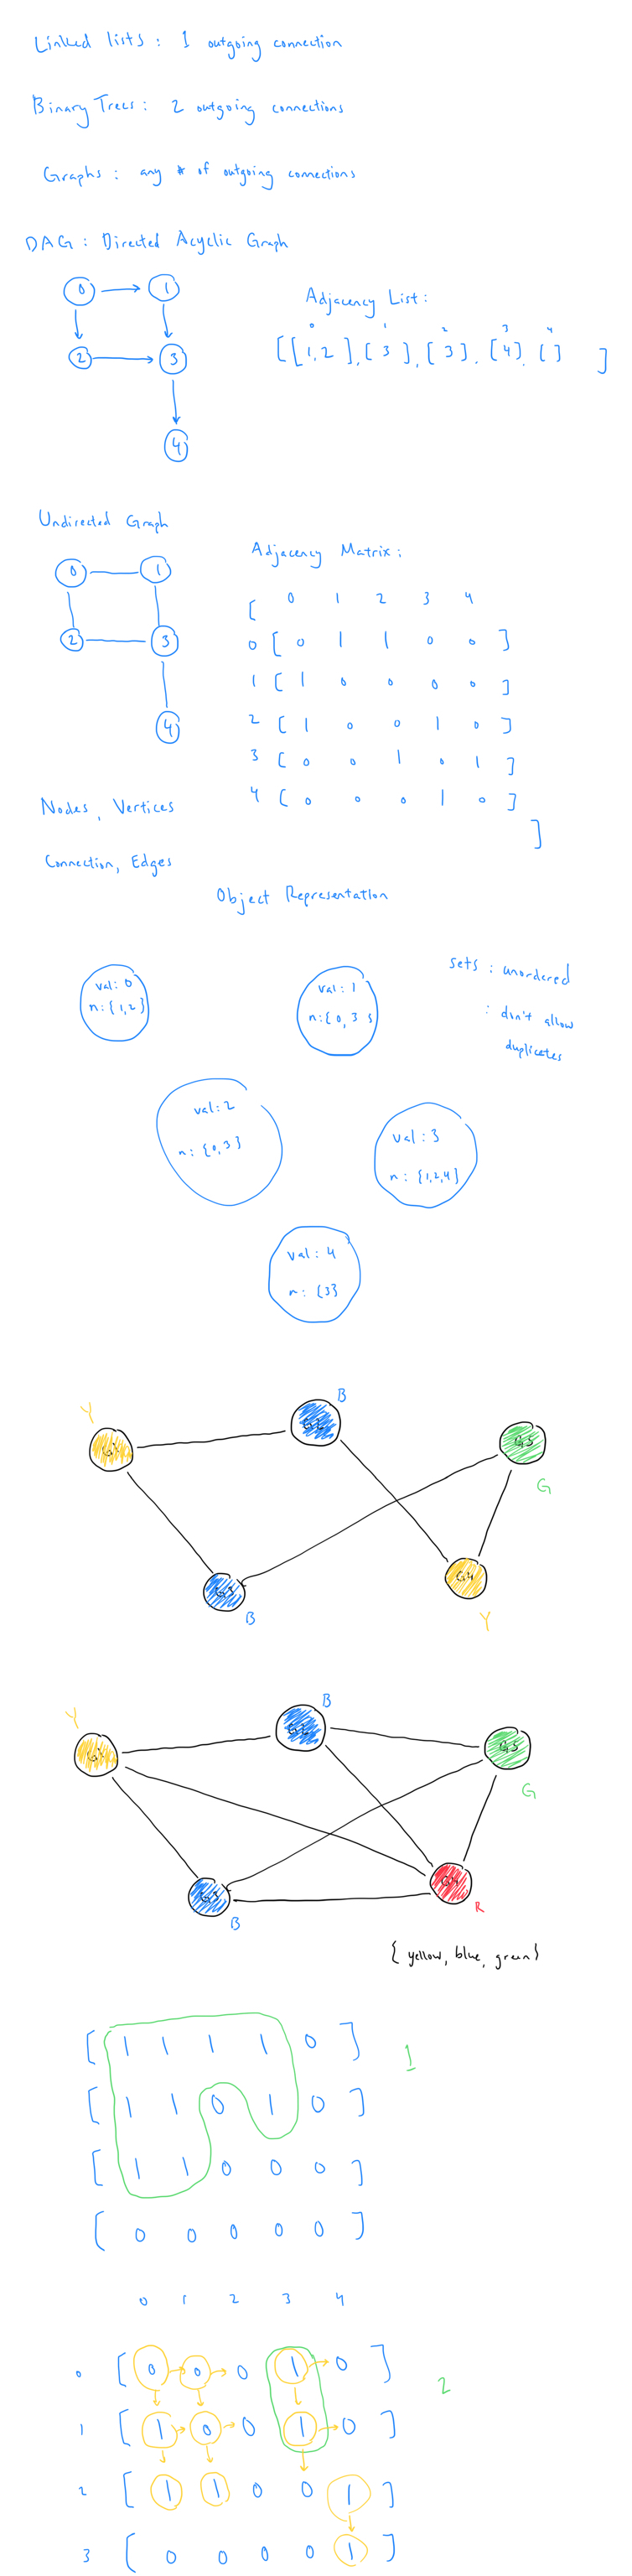 Linked lists : 1 outgoing connection
Binary Trees : 2 outgoing connections
Graphs : any # of outgoing connections
DAG : Directed Acyclic Graph
0
1
2
3
4
Adjacency List :
0 1 2 3 4
[[1,2],[3],[3],[4],[] ]
Undirected Graph
0
1
2
3
4
Adjacency Matrix :
[ 0 1 2 3 4
0 [ 0 1 1 0 0 ]
1 [ 1 0 0 0 0 ]
2 [ 1 0 0 1 0 ]
3 [ 0 0 1 0 1 ]
4 [ 0 0 0 1 0 ]
]
Nodes, Vertices
Connection, Edges
Object Representation
val: 0
n:{1,2}
val: 1
n:{0,3}
sets : unordered
: don't allow
duplicates
val: 2
n: {0,3}
val: 3
n: {1,2,4}
val: 4
n: {3}
Y
B
G5
G
G3
B
G4
Y
Y
B
G5
G
G3
B
R
{yellow, blue, green}
[ 1 1 1 1 0 ]
1
[ 1 1 0 1 0 ]
[ 1 1 0 0 0 ]
[ 0 0 0 0 0 ]
0 1 2 3 4
0 [ 0 0 0 1 0 ]
2
1 [ 1 0 0 1 0 ]
2 [ 1 1 0 0 1 ]
3 [ 0 0 0 0 1 ]